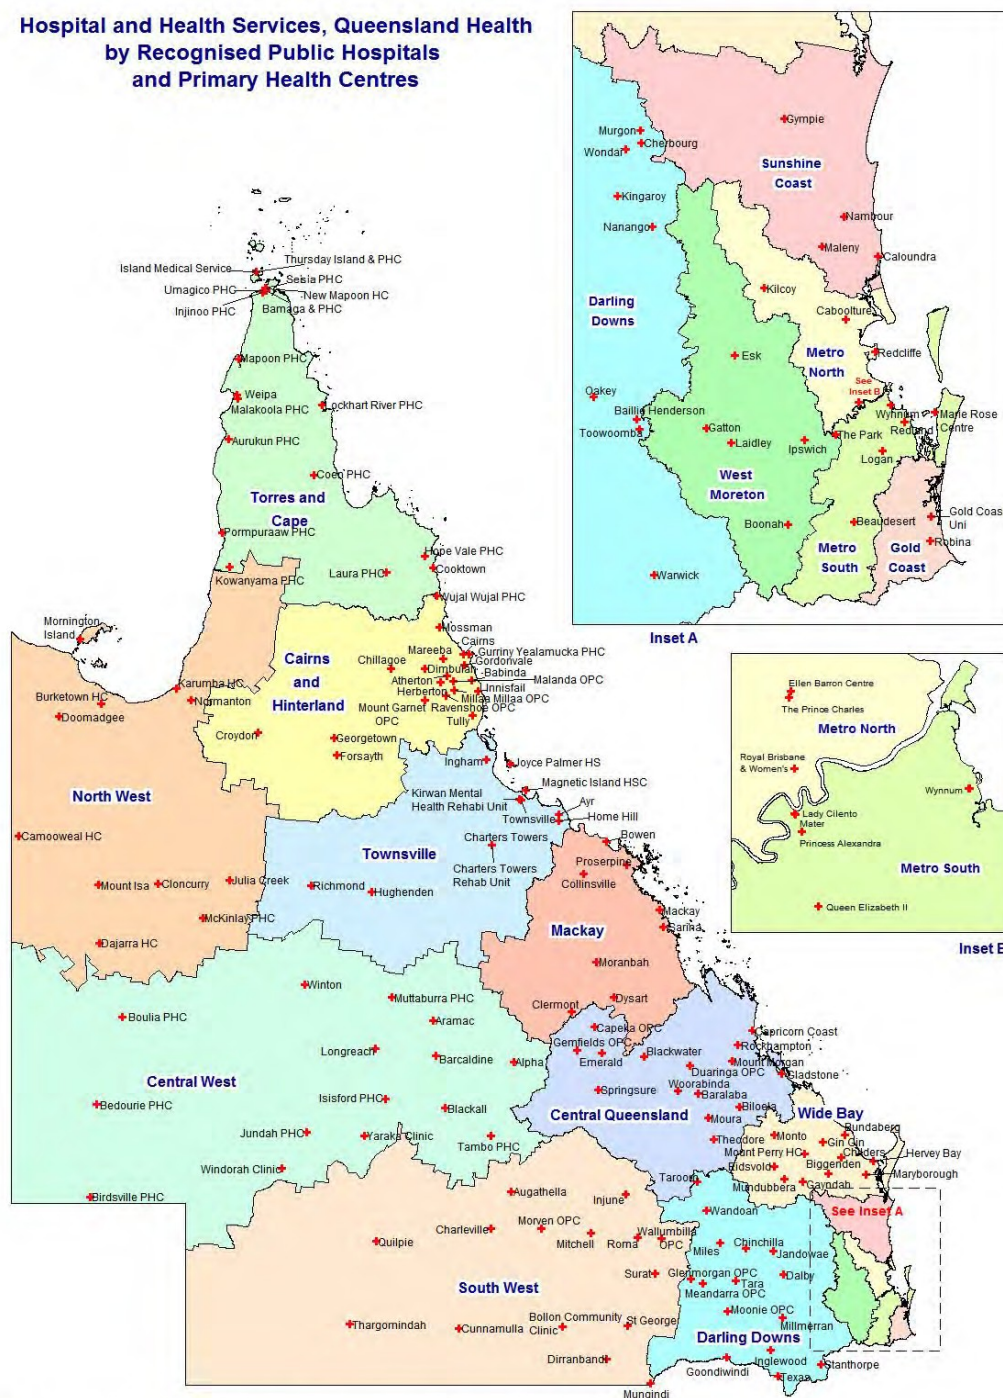 Hospital and Health Services, Queensland Health
by Recognised Public Hospitals
and Primary Health Centres
Island Medical Service
Thursday Island & PHC
Seisia PHC
Umagico PHC
New Mapoon HC
Injinoo PHC
Bamaga & PHC
Mapoon PHC
Weipa
Malakoola PHC
Lockhart River PHC
Aurukun PHC
Coen PHC
Torres and
Cape
Pormpuraaw PHC
Hope Vale PHC
Kowanyama PHC
Laura PHC
Cooktown
Wujal Wujal PHC
Mornington
Island
Mossman
Cairns
Cairns
and
Hinterland
Mareeba
Gurriny Yealamucka PHC
Chillagoe
Dimbulah
Gordonvale
Babinda
Atherton
Malanda OPC
Karumba HC
Herberton
Innisfail
Millaa Millaa OPC
Burketown HC
Normanton
Mount Garnet
OPC
Ravenshoe OPC
Doomadgee
Tully
Croydon
Georgetown
Forsayth
Ingham
Joyce Palmer HS
Magnetic Island HSC
North West
Kirwan Mental
Health Rehabi Unit
Ayr
Townsville
Home Hill
Camooweal HC
Charters Towers
Bowen
Townsville
Charters Towers
Rehab Unit
Proserpine
Collinsville
Mount Isa
Cloncurry
Julia Creek
Richmond
Hughenden
McKinlay PHC
Mackay
Sarina
Dajarra HC
Mackay
Moranbah
Winton
Muttaburra PHC
Clermont
Dysart
Boulia PHC
Aramac
Capella OPC
Capricorn Coast
Longreach
Gemfields OPC
Rockhampton
Barcaldine
Alpha
Emerald
Blackwater
Mount Morgan
Duaringa OPC
Gladstone
Central West
Springsure
Woorabinda
Baralaba
Bedourie PHC
Isisford PHC
Blackall
Central Queensland
Biloela
Wide Bay
Moura
Bundaberg
Jundah PHC
Yaraka Clinic
Tambo PHC
Theodore
Monto
Gin Gin
Mount Perry HC
Childers
Hervey Bay
Windorah Clinic
Eidsvold
Biggenden
Maryborough
Taroom
Mundubbera
Gayndah
Birdsville PHC
Augathella
Injune
Wandoan
See Inset A
Charleville
Morven OPC
Wallumbilla
OPC
Quilpie
Mitchell
Roma
Miles
Chinchilla
Jandowae
Surat
Glenmorgan OPC
Dalby
South West
Tara
Meandarra OPC
Moonie OPC
Thargomindah
Cunnamulla
Bollon Community
Clinic
St George
Millmerran
Darling Downs
Dirranbandi
Goondiwindi
Inglewood
Stanthorpe
Texas
Mungindi
Gympie
Murgon
Cherbourg
Wondai
Sunshine
Coast
Kingaroy
Nambour
Nanango
Maleny
Caloundra
Darling
Downs
Kilcoy
Caboolture
Esk
Metro
North
Redcliffe
See
Inset B
Oakey
Baillie Henderson
Wynnum
Marie Rose
Centre
Toowoomba
Gatton
The Park
Redland
Laidley
Ipswich
Logan
West
Moreton
Boonah
Beaudesert
Gold Coast
Uni
Robina
Metro
South
Gold
Coast
Warwick
Inset A
Ellen Barron Centre
The Prince Charles
Metro North
Royal Brisbane
& Women's
Wynnum
Lady Cilento
Mater
Princess Alexandra
Metro South
Queen Elizabeth II
Inset B